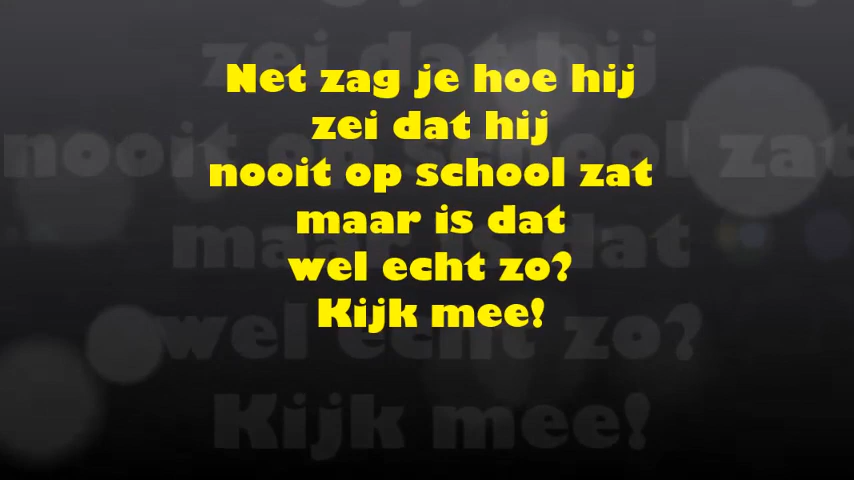 Net zag je hoe hij
zei dat hij
nooit op school zat
maar is dat
wel echt zo?
Kijk mee!